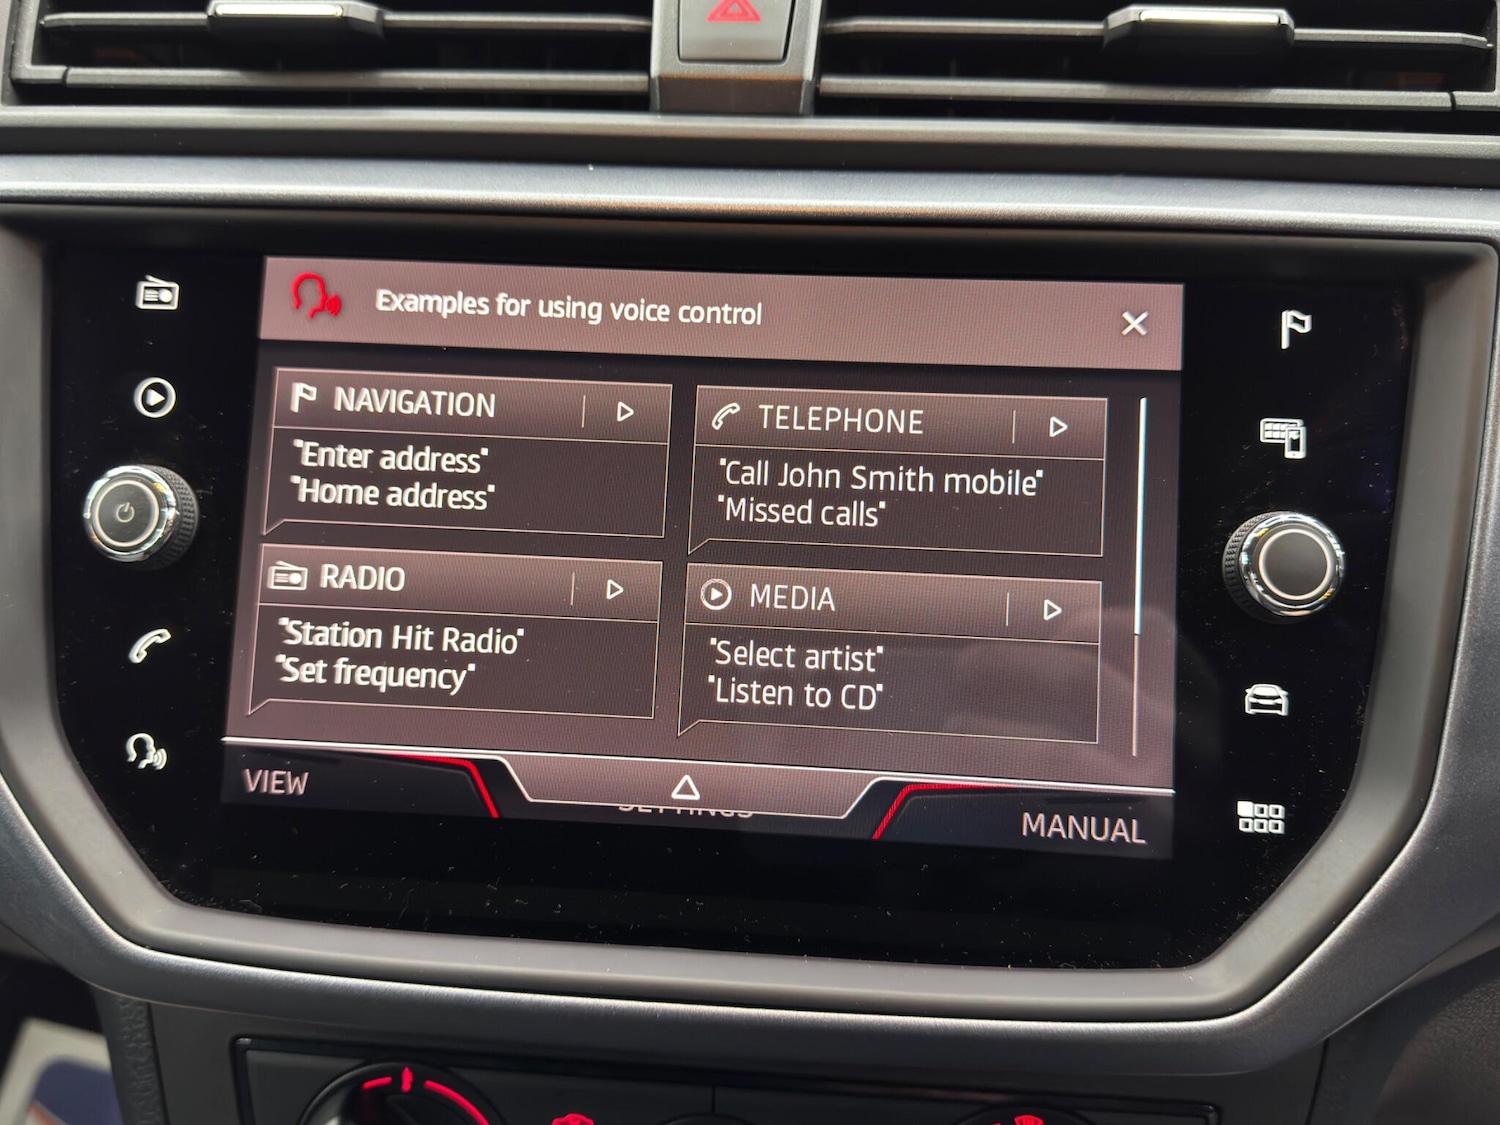 Examples for using voice control
NAVIGATION
"Enter address"
"Home address"
TELEPHONE
"Call John Smith mobile"
"Missed calls"
RADIO
"Station Hit Radio"
"Set frequency"
MEDIA
"Select artist"
"Listen to CD"
VIEW
SETTINGS
MANUAL